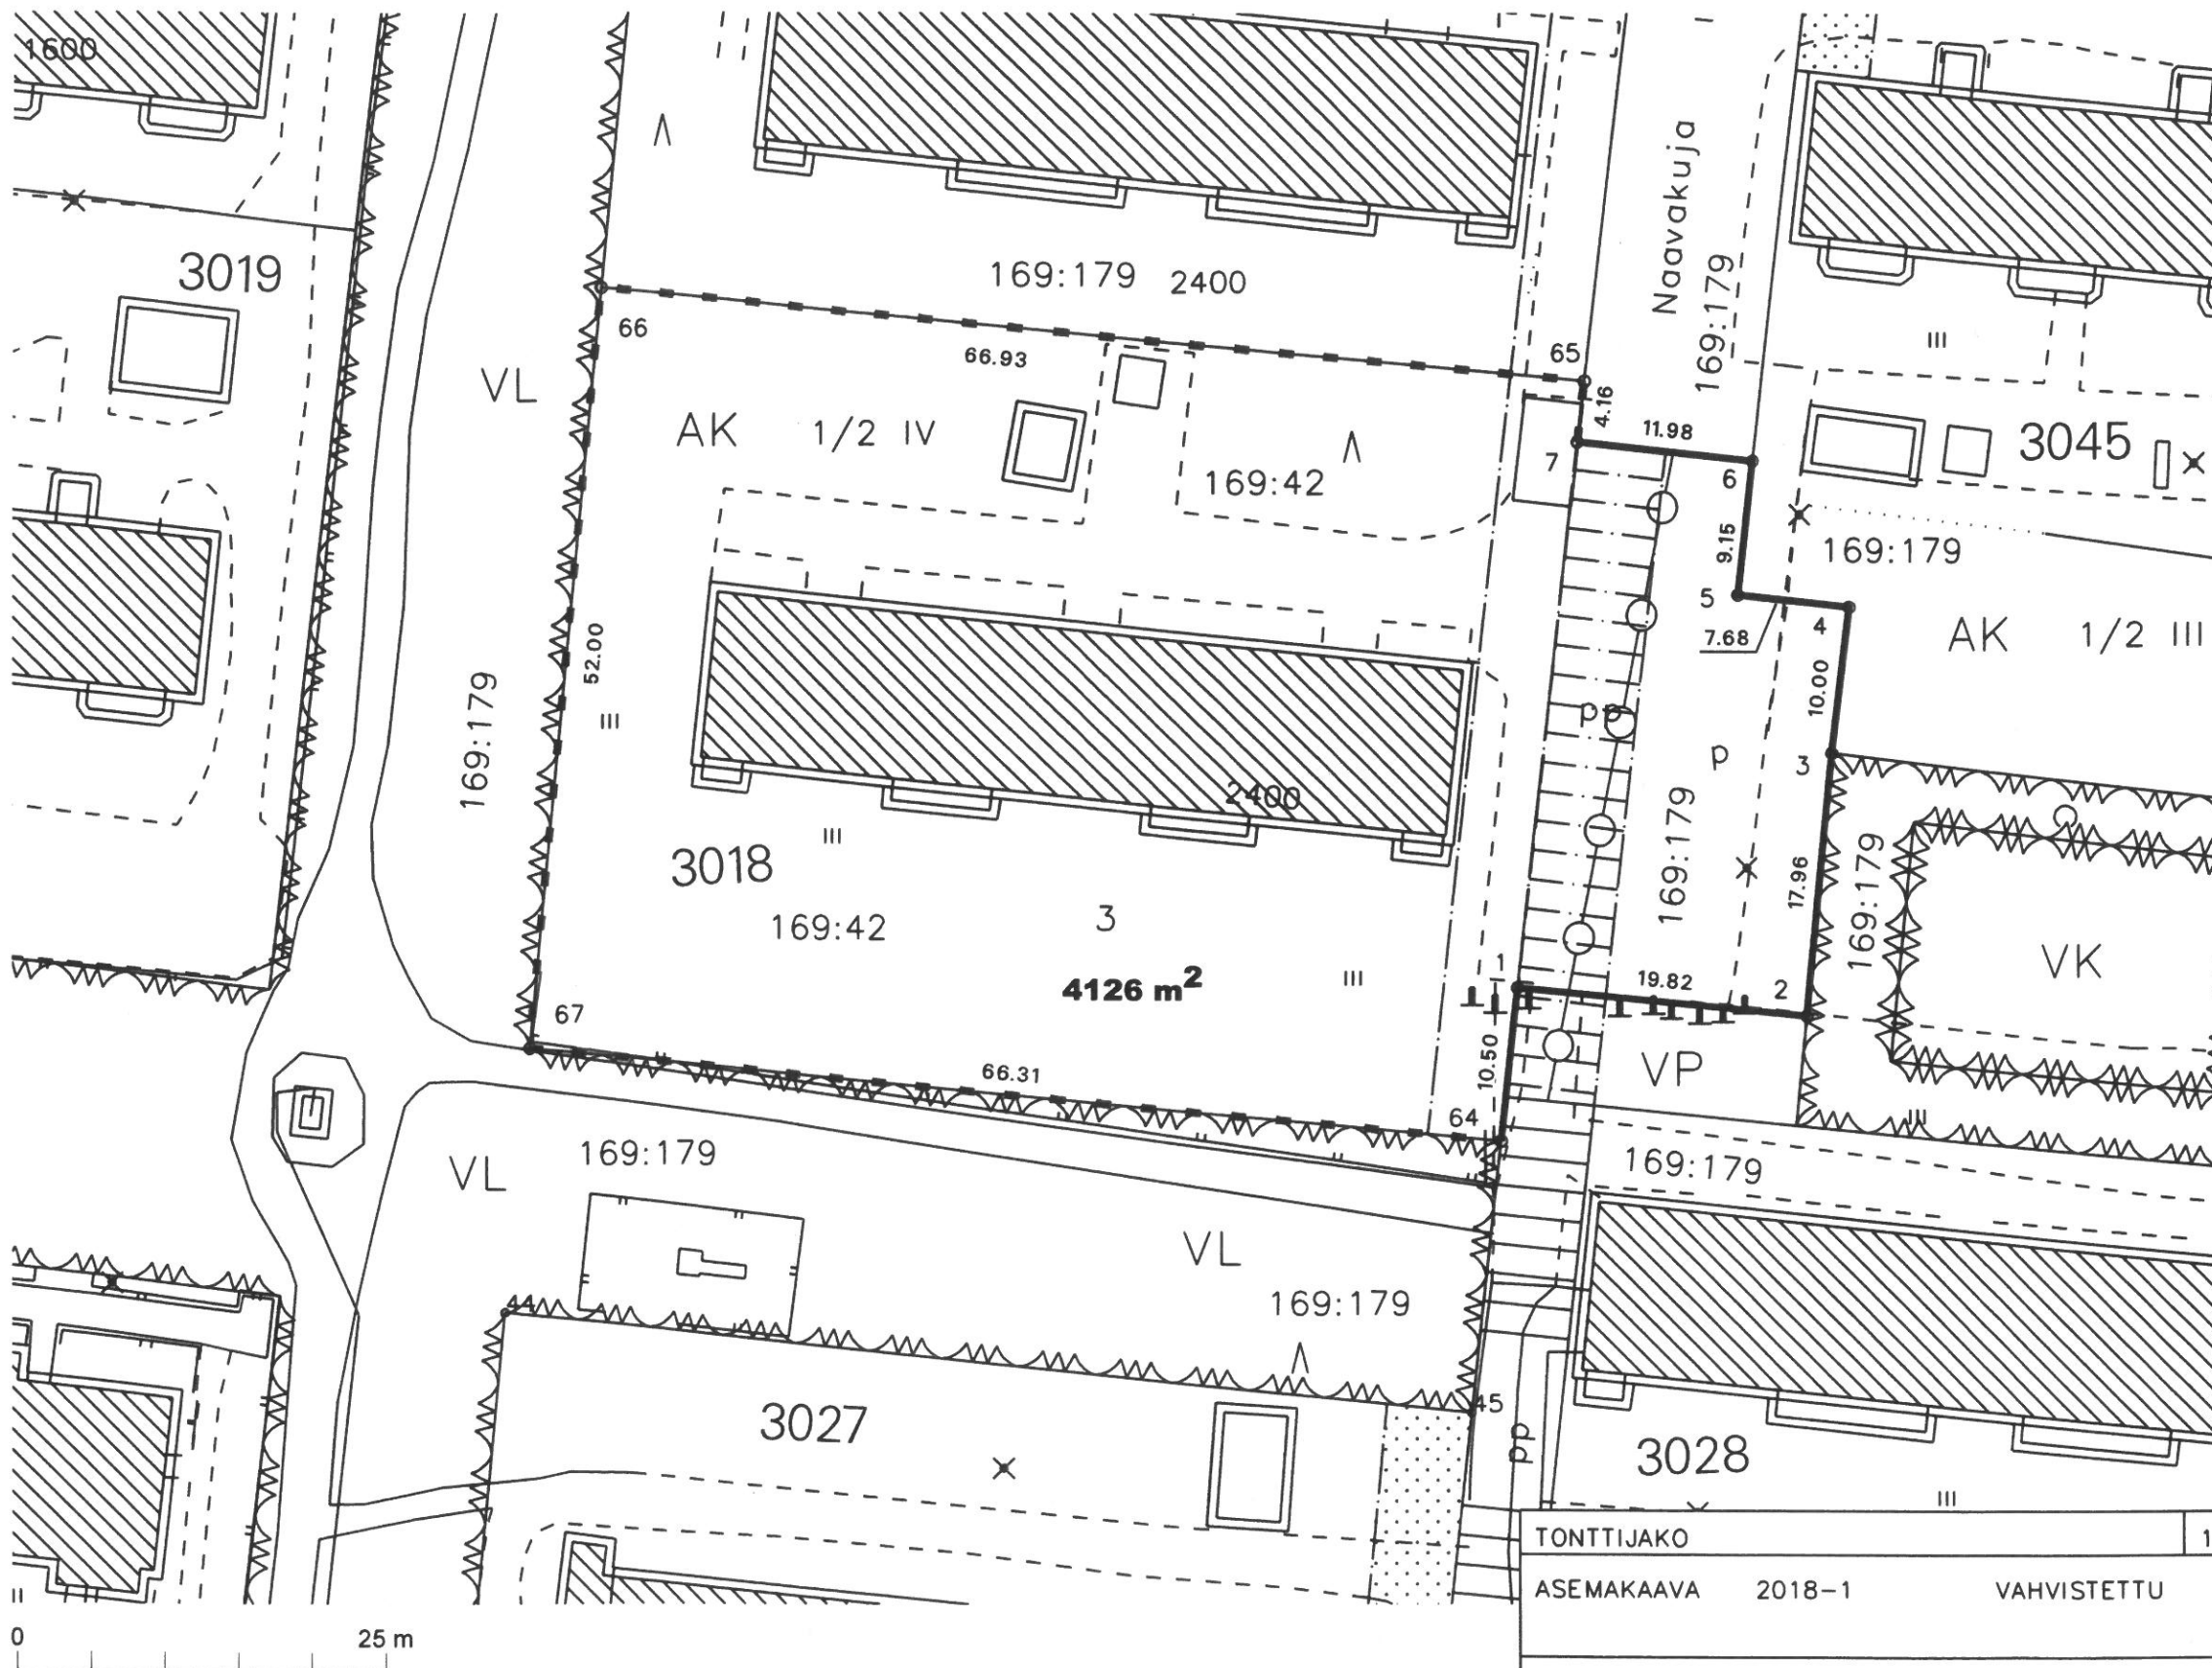 1600
Naavakuja
3019
169:179 2400
169:179
III
66
66.93
65
VL
4.16
11.98
AK 1/2 IV
3045
169:42
7
6
9.15
169:179
5
7.68
4
AK 1/2 III
52.00
10.00
III
169:179
pp
p
3
2400
169:179
III
3018
17.96
169:179
3
169:42
4126 m²
III
1
19.82
2
VK
67
66.31
10.50
64
VP
III
169:179
VL
169:179
VL
169:179
44
45
3027
pp
3028
III
TONTTIJAKO 1
ASEMAKAAVA 2018-1 VAHVISTETTU
II
0 25 m